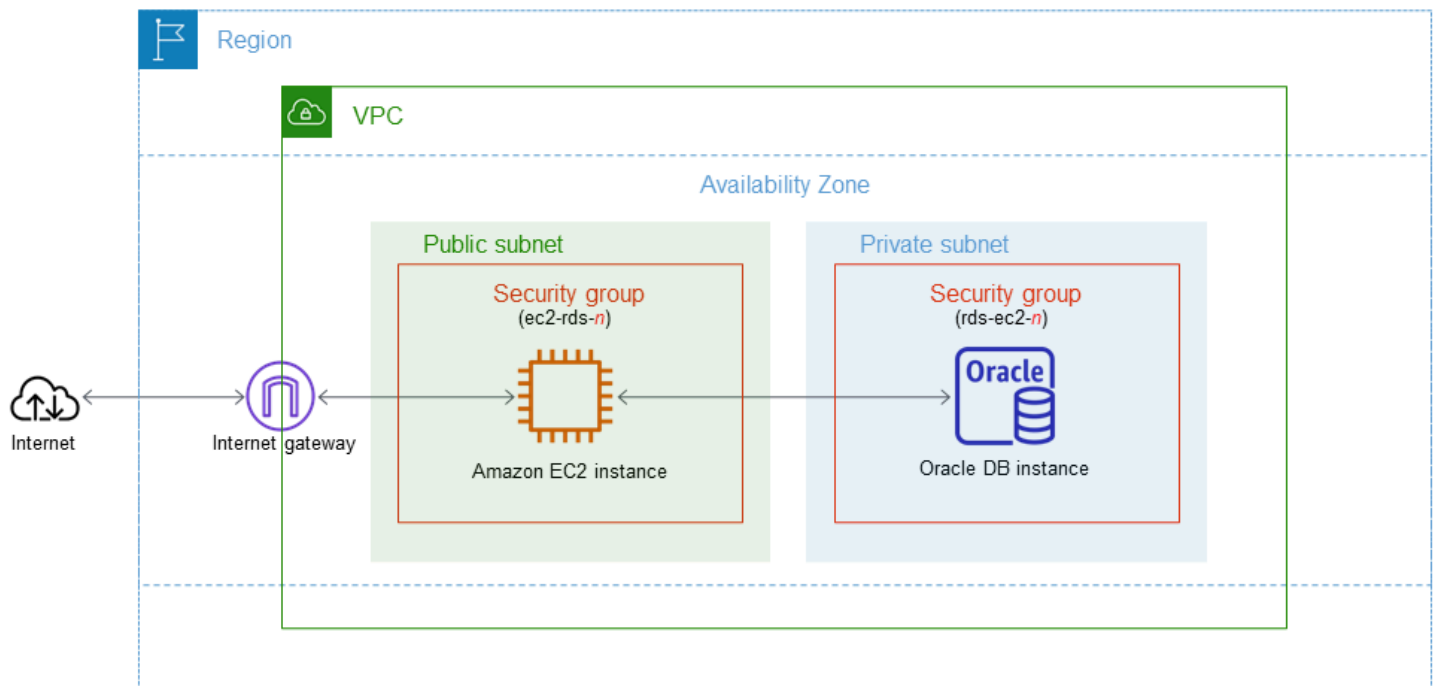 Region
VPC
Availability Zone
Public subnet
Private subnet
Security group
(ec2-rds-n)
Security group
(rds-ec2-n)
Oracle
Internet
Internet gateway
Amazon EC2 instance
Oracle DB instance